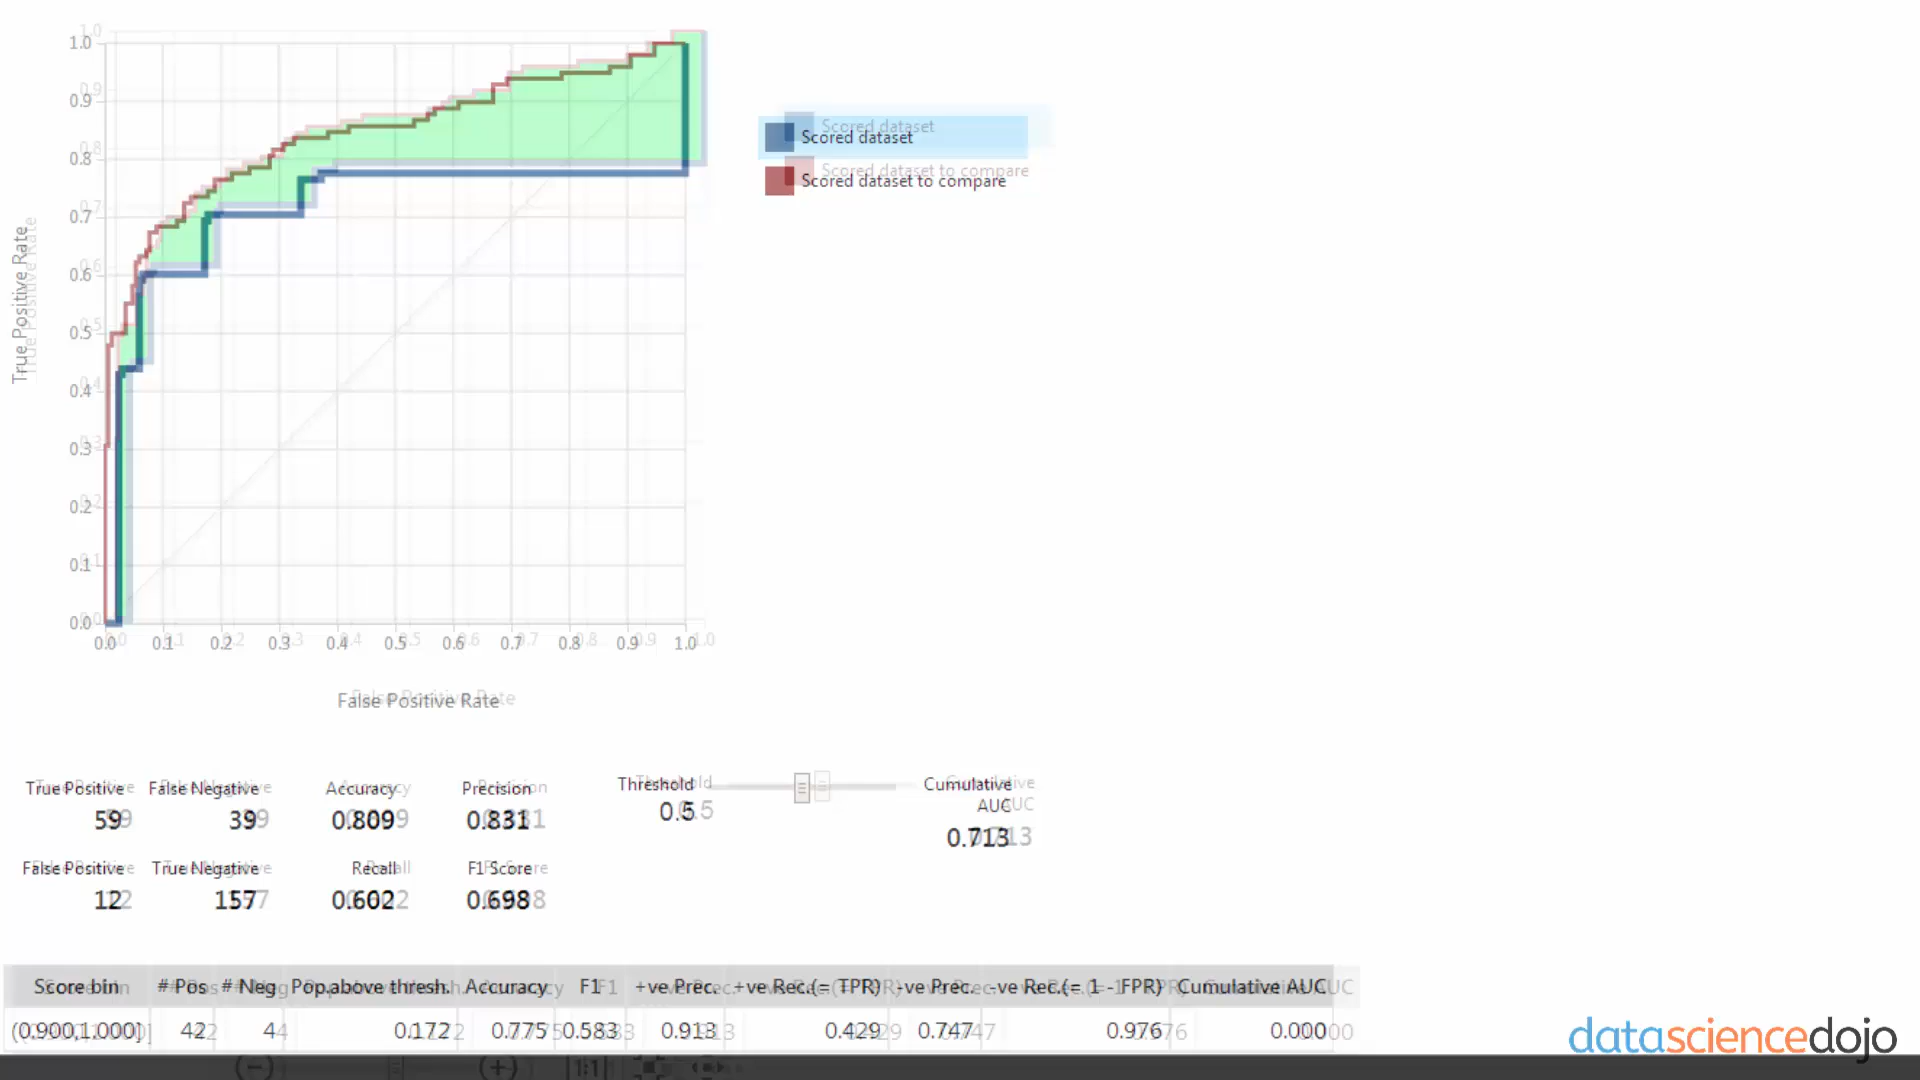 1.0
0.9
0.8
0.7
0.6
0.5
0.4
0.3
0.2
0.1
0.0
True Positive Rate
0.0 0.1 0.2 0.3 0.4 0.5 0.6 0.7 0.8 0.9 1.0
False Positive Rate
Scored dataset
Scored dataset to compare
True Positive False Negative Accuracy Precision Threshold Cumulative AUC
59 39 0.809 0.831 0.5 0.713
False Positive True Negative Recall F1 Score
12 157 0.602 0.698
Score bin # Pos # Neg Pop.above thresh. Accuracy F1 +ve Prec. +ve Rec.(= TPR) -ve Prec. -ve Rec.(= 1 - FPR) Cumulative AUC
(0.900,1.000] 42 4 0.172 0.775 0.583 0.913 0.429 0.747 0.976 0.000
1:1
datasciencedojo